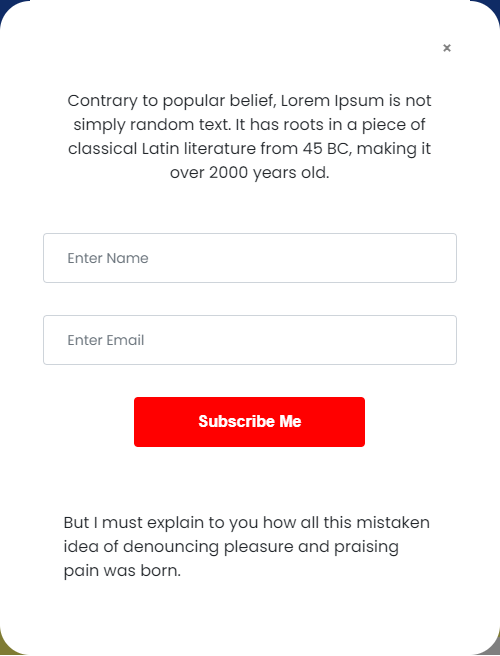 ×
Contrary to popular belief, Lorem Ipsum is not
simply random text. It has roots in a piece of
classical Latin literature from 45 BC, making it
over 2000 years old.
Enter Name
Enter Email
Subscribe Me
But I must explain to you how all this mistaken
idea of denouncing pleasure and praising
pain was born.